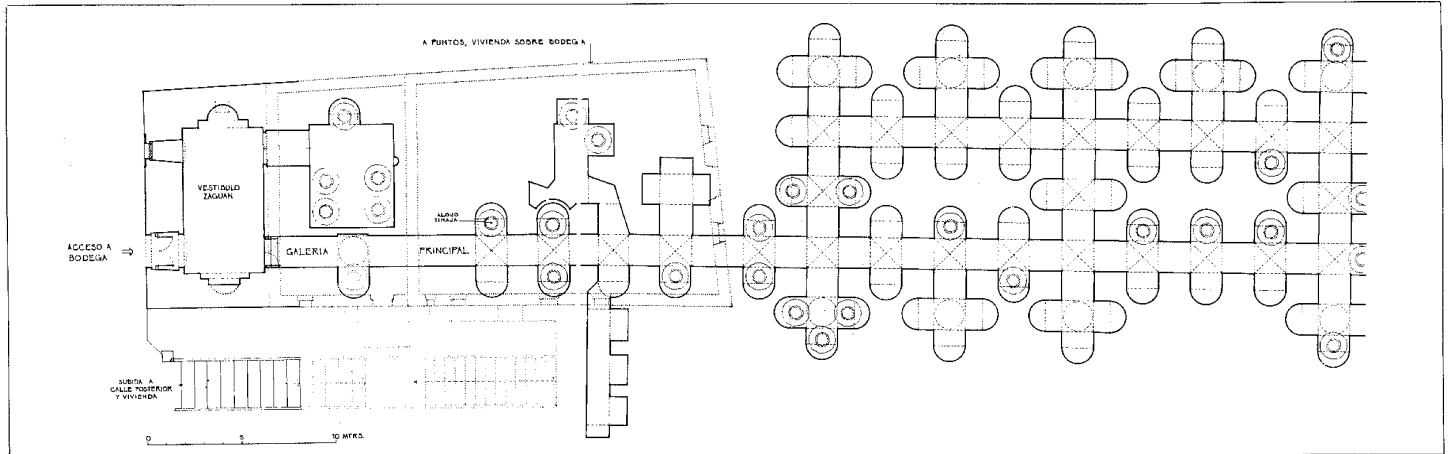 A PUNTOS, VIVIENDA SOBRE BODEGA
VESTIBULO
ZAGUAN
ALOJO
TINAJA
ACCESO A
BODEGA
GALERIA
PRINCIPAL
SUBIDA A
CALLE POSTERIOR
Y VIVIENDA
0 5 10 MTRS.